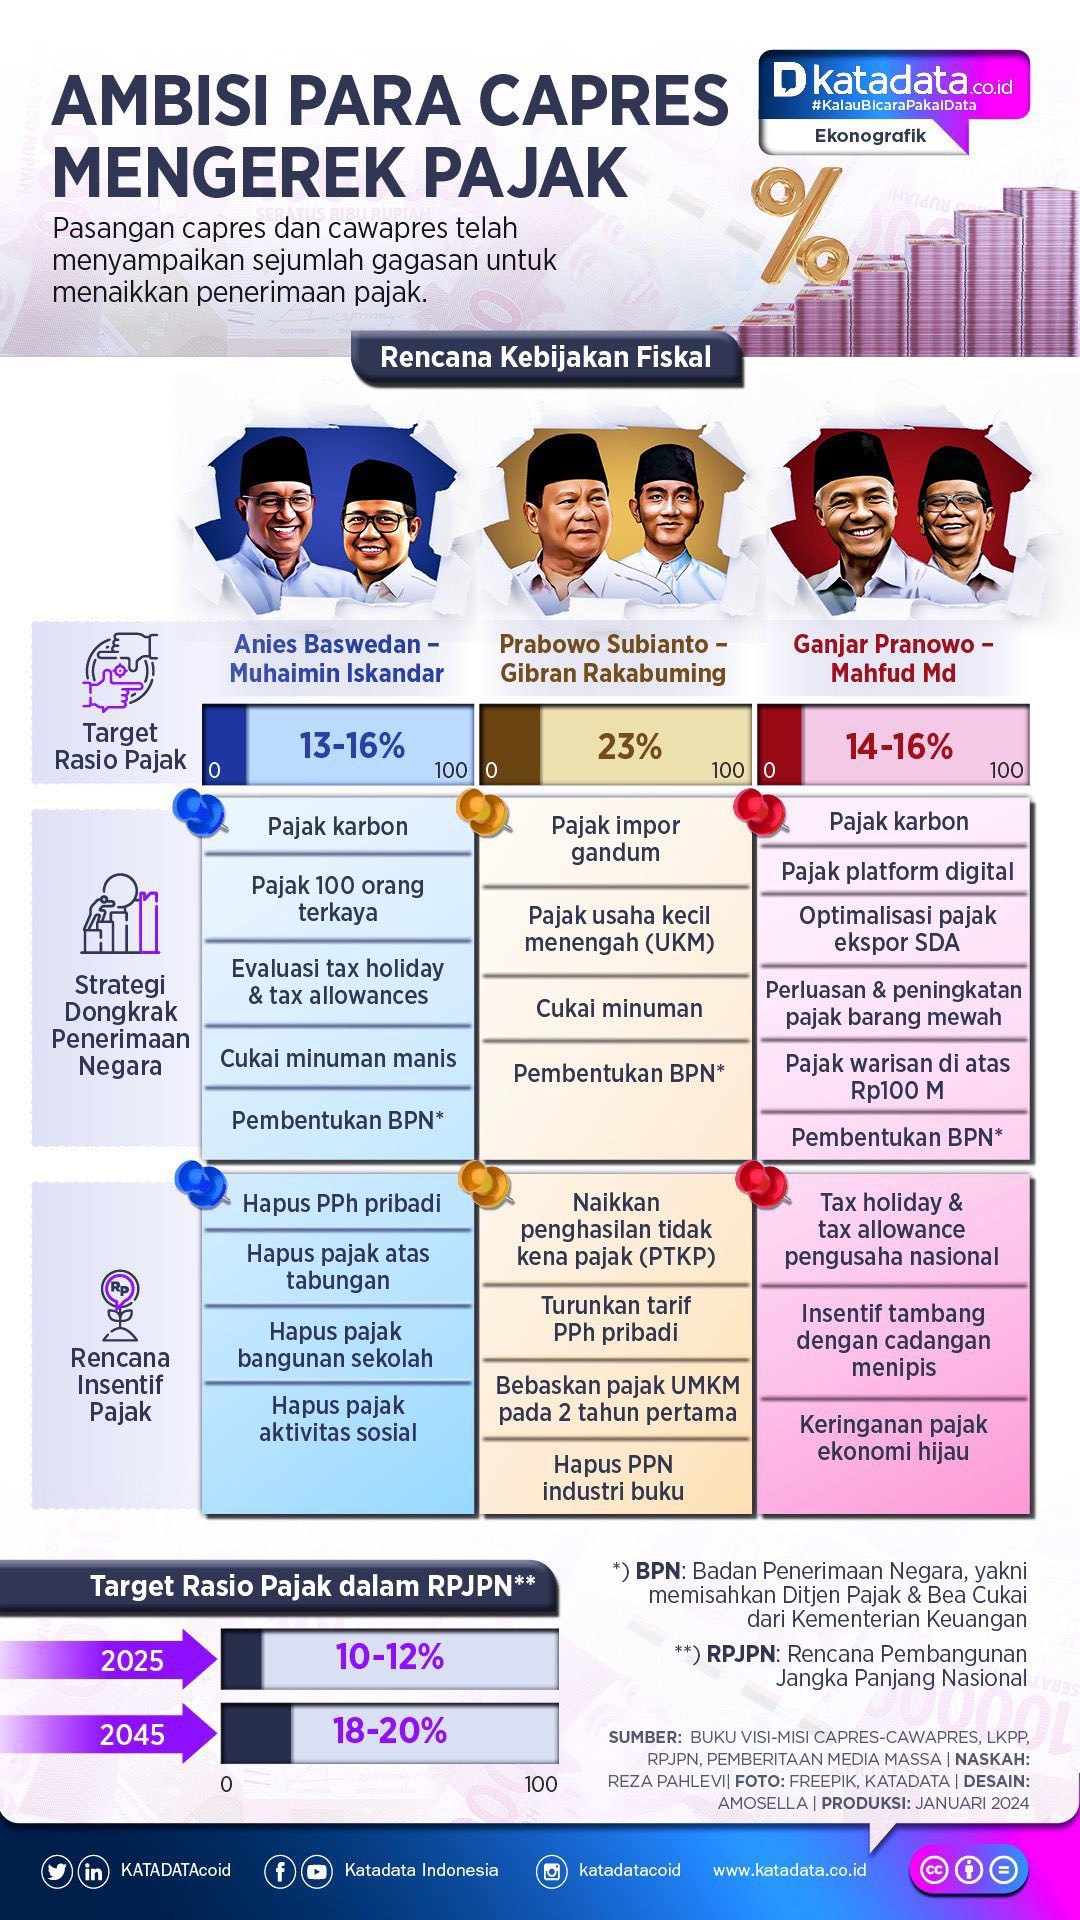 AMBISI PARA CAPRES
MENGEREK PAJAK
Pasangan capres dan cawapres telah
menyampaikan sejumlah gagasan untuk
menaikkan penerimaan pajak.
katadata.co.id
#KalauBicaraPakaiData
Ekonografik
%
Rencana Kebijakan Fiskal
Anies Baswedan –
Muhaimin Iskandar
Prabowo Subianto –
Gibran Rakabuming
Ganjar Pranowo –
Mahfud Md
Target
Rasio Pajak
0 13-16% 100
0 23% 100
0 14-16% 100
Strategi
Dongkrak
Penerimaan
Negara
Pajak karbon
Pajak 100 orang
terkaya
Evaluasi tax holiday
& tax allowances
Cukai minuman manis
Pembentukan BPN*
Pajak impor
gandum
Pajak usaha kecil
menengah (UKM)
Cukai minuman
Pembentukan BPN*
Pajak karbon
Pajak platform digital
Optimalisasi pajak
ekspor SDA
Perluasan & peningkatan
pajak barang mewah
Pajak warisan di atas
Rp100 M
Pembentukan BPN*
RP
Rencana
Insentif
Pajak
Hapus PPh pribadi
Hapus pajak atas
tabungan
Hapus pajak
bangunan sekolah
Hapus pajak
aktivitas sosial
Naikkan
penghasilan tidak
kena pajak (PTKP)
Turunkan tarif
PPh pribadi
Bebaskan pajak UMKM
pada 2 tahun pertama
Hapus PPN
industri buku
Tax holiday &
tax allowance
pengusaha nasional
Insentif tambang
dengan cadangan
menipis
Keringanan pajak
ekonomi hijau
Target Rasio Pajak dalam RPJPN**
2025 10-12%
2045 18-20%
0 100
*) BPN: Badan Penerimaan Negara, yakni
memisahkan Ditjen Pajak & Bea Cukai
dari Kementerian Keuangan
**) RPJPN: Rencana Pembangunan
Jangka Panjang Nasional
SUMBER: BUKU VISI-MISI CAPRES-CAWAPRES, LKPP,
RPJPN, PEMBERITAAN MEDIA MASSA | NASKAH:
REZA PAHLEVI| FOTO: FREEPIK, KATADATA | DESAIN:
AMOSELLA | PRODUKSI: JANUARI 2024
KATADATAcoid
Katadata Indonesia
katadatacoid
www.katadata.co.id